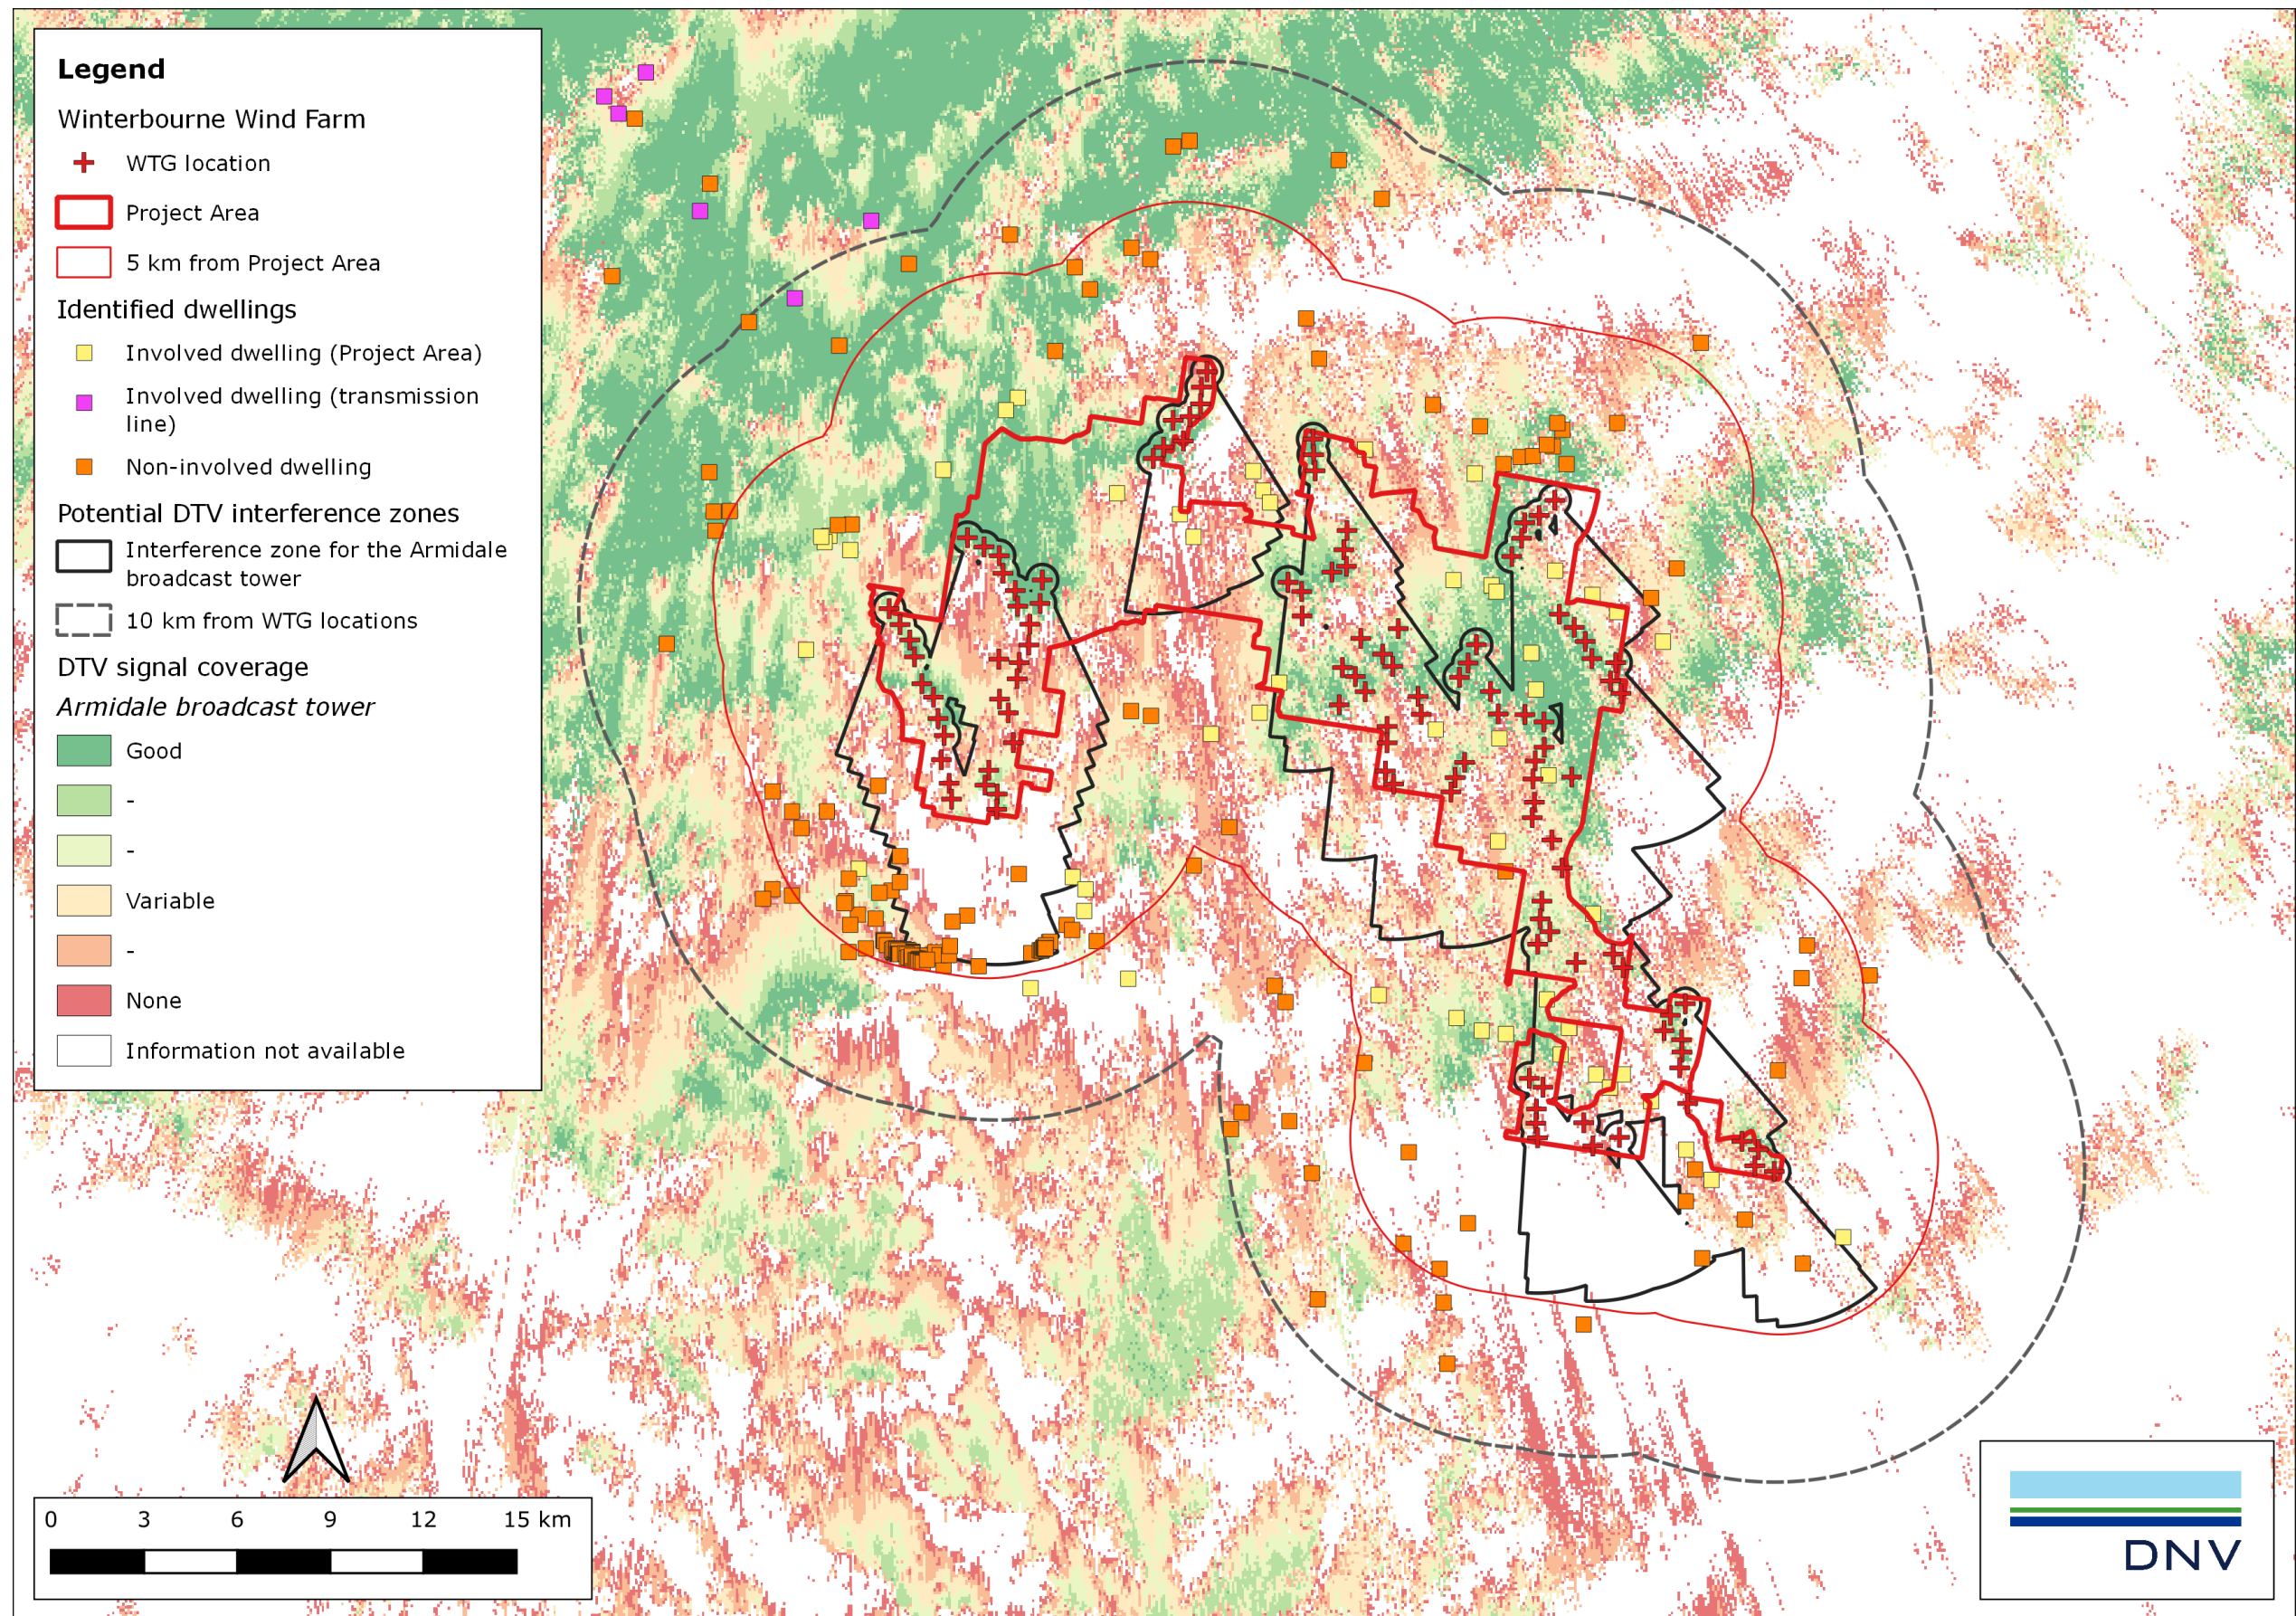 Legend
Winterbourne Wind Farm
WTG location
Project Area
5 km from Project Area
Identified dwellings
Involved dwelling (Project Area)
Involved dwelling (transmission
line)
Non-involved dwelling
Potential DTV interference zones
Interference zone for the Armidale
broadcast tower
10 km from WTG locations
DTV signal coverage
Armidale broadcast tower
Good
-
-
Variable
-
None
Information not available
0 3 6 9 12 15 km
DNV